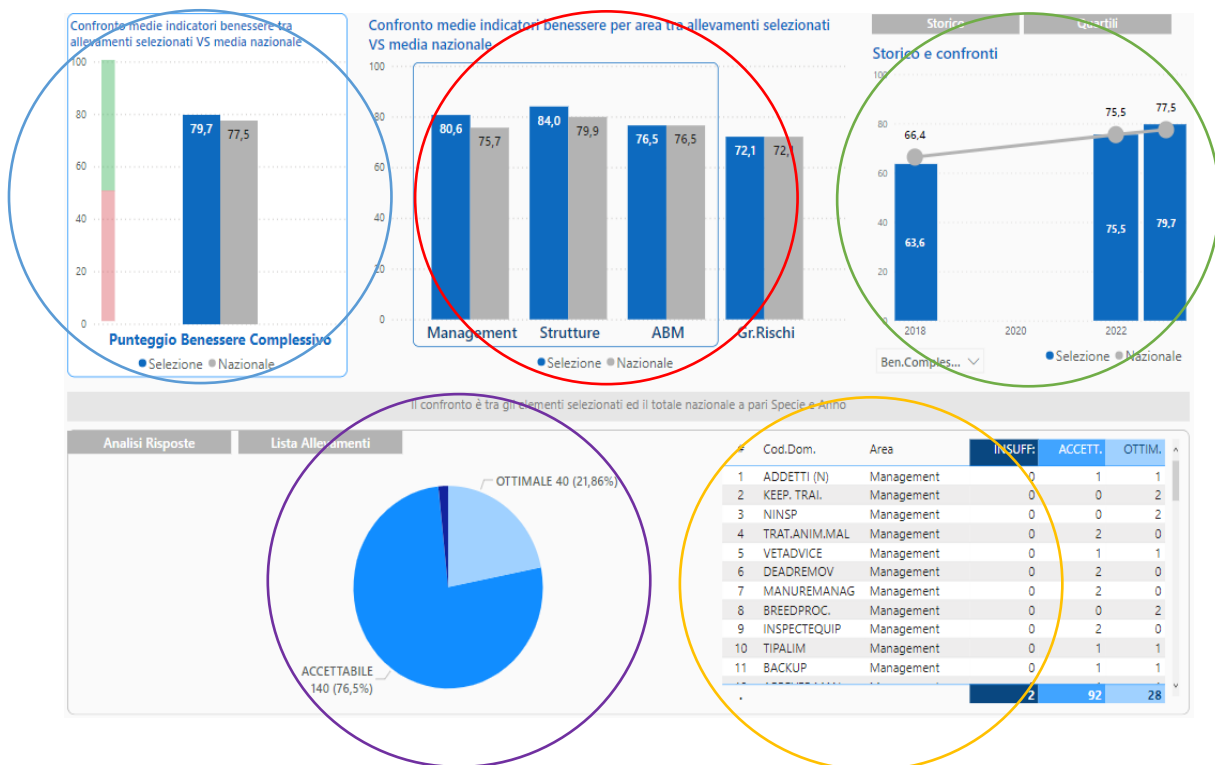 Confronto medie indicatori benessere tra
allevamenti selezionati VS media nazionale
100
80
60
40
20
0
79,7
77,5
Punteggio Benessere Complessivo
Selezione Nazionale
Confronto medie indicatori benessere per area tra allevamenti selezionati
VS media nazionale
100
80
60
40
20
0
80,6
75,7
84,0
79,9
76,5
76,5
72,1
Management Strutture ABM Gr.Rischi
Selezione Nazionale
Storico Quartili
Storico e confronti
100
80
60
40
20
0
66,4
75,5
77,5
63,6
75,5
79,7
2018 2020 2022
Ben.Comples...
Selezione Nazionale
Il confronto è tra gli elementi selezionati ed il totale nazionale a pari Specie e Anno
Analisi Risposte Lista Allevamenti
OTTIMALE 40 (21,86%)
ACCETTABILE
140 (76,5%)
# Cod.Dom. Area INSUFF: ACCETT. OTTIM.
1 ADDETTI (N) Management 0 1 1
2 KEEP. TRAI. Management 0 0 2
3 NINSP Management 0 0 2
4 TRAT.ANIM.MAL Management 0 2 0
5 VETADVICE Management 0 1 1
6 DEADREMOV Management 0 2 0
7 MANUREMANAG Management 0 2 0
8 BREEDPROC. Management 0 0 2
9 INSPECTEQUIP Management 0 2 0
10 TIPALIM Management 0 1 1
11 BACKUP Management 0 1 1
. 2 92 28